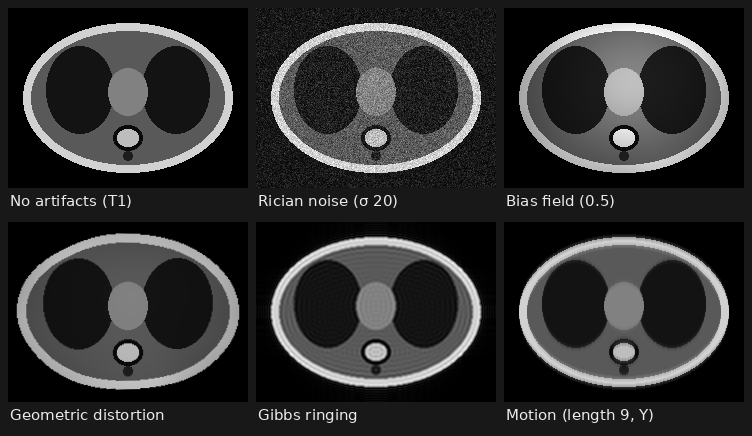 No artifacts (T1)
Rician noise (σ 20)
Bias field (0.5)
Geometric distortion
Gibbs ringing
Motion (length 9, Y)